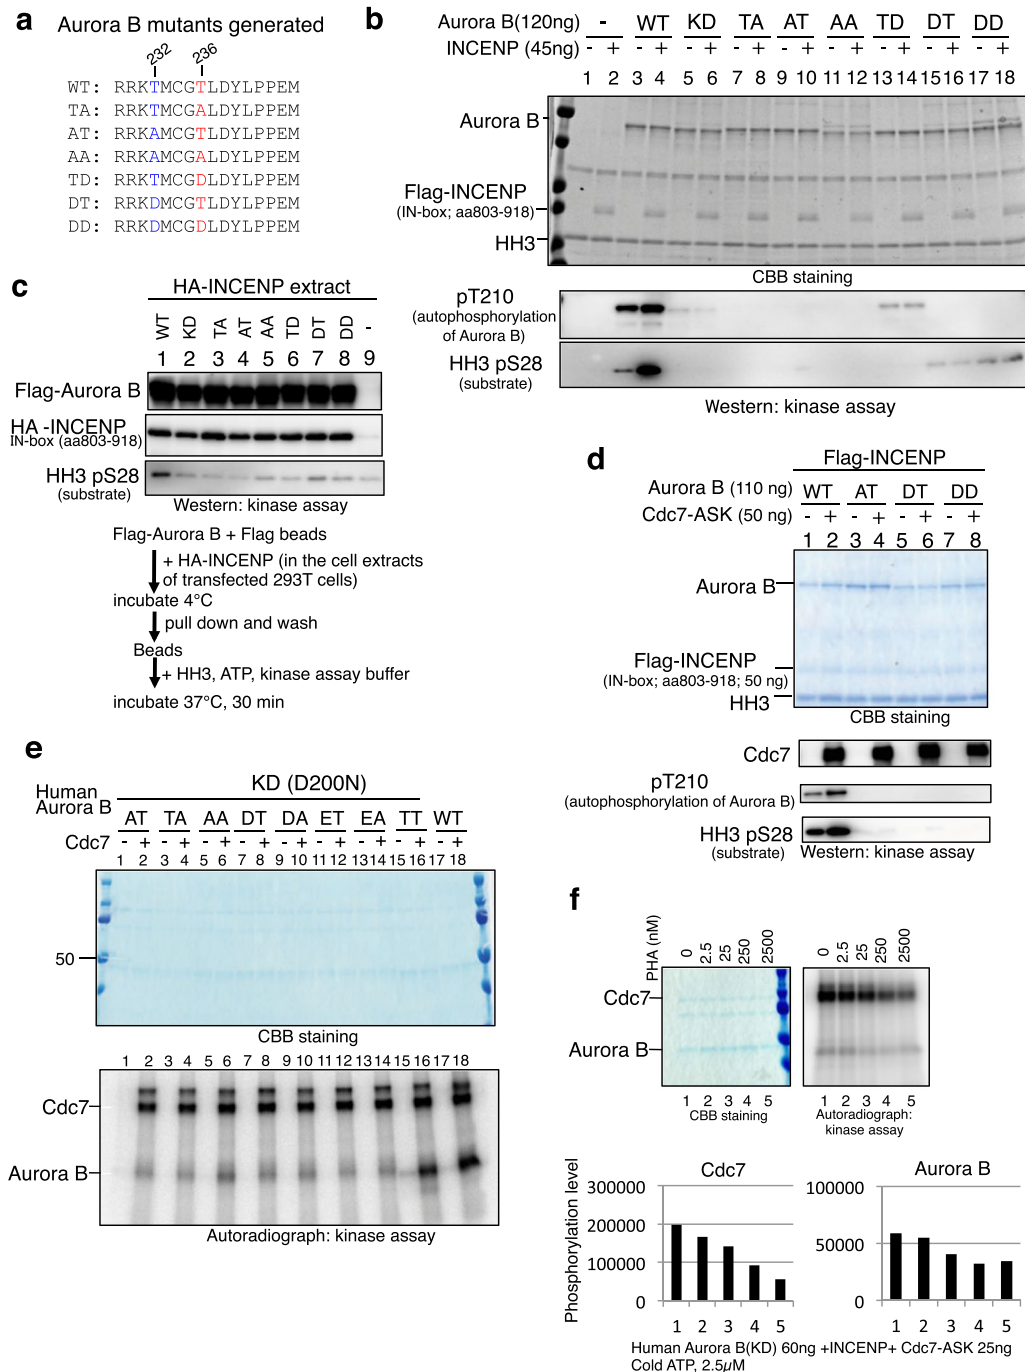 a Aurora B mutants generated
232 236
WT: RRKTMCGTLDYLPPEM
TA: RRKTMCGALDYLPPEM
AT: RRKAMCGTLDYLPPEM
AA: RRKAMCGALDYLPPEM
TD: RRKTMCGDLDYLPPEM
DT: RRKDMCGTLDYLPPEM
DD: RRKDMCGDLDYLPPEM
b
Aurora B(120ng) - WT KD TA AT AA TD DT DD
INCENP (45ng) - + - + - + - + - + - + - + - + - +
1 2 3 4 5 6 7 8 9 10 11 12 13 14 15 16 17 18
Aurora B
Flag-INCENP
(IN-box; aa803-918)
HH3
CBB staining
pT210
(autophosphorylation
of Aurora B)
HH3 pS28
(substrate)
Western: kinase assay
c
HA-INCENP extract
WT KD TA AT AA TD DT DD -
1 2 3 4 5 6 7 8 9
Flag-Aurora B
HA -INCENP
IN-box (aa803-918)
HH3 pS28
(substrate)
Western: kinase assay
Flag-Aurora B + Flag beads
+ HA-INCENP (in the cell extracts
of transfected 293T cells)
incubate 4°C
pull down and wash
Beads
+ HH3, ATP, kinase assay buffer
incubate 37°C, 30 min
d
Flag-INCENP
Aurora B (110 ng) WT AT DT DD
Cdc7-ASK (50 ng) - + - + - + - +
1 2 3 4 5 6 7 8
Aurora B
Flag-INCENP
(IN-box; aa803-918; 50 ng)
HH3
CBB staining
Cdc7
pT210
(autophosphorylation of Aurora B)
HH3 pS28
(substrate)
Western: kinase assay
e
KD (D200N)
Human
Aurora B
AT TA AA DT DA ET EA TT WT
Cdc7 - + - + - + - + - + - + - + - + - +
1 2 3 4 5 6 7 8 9 10 11 12 13 14 15 16 17 18
50
CBB staining
1 2 3 4 5 6 7 8 9 10 11 12 13 14 15 16 17 18
Cdc7
Aurora B
Autoradiograph: kinase assay
f
PHA (nM) 0 2.5 25 250 2500
0 2.5 25 250 2500
Cdc7
Aurora B
1 2 3 4 5
CBB staining
1 2 3 4 5
Autoradiograph:
kinase assay
Phosphorylation level
Cdc7
300000
200000
100000
0
1 2 3 4 5
Aurora B
100000
50000
0
1 2 3 4 5
Human Aurora B(KD) 60ng +INCENP+ Cdc7-ASK 25ng
Cold ATP, 2.5µM